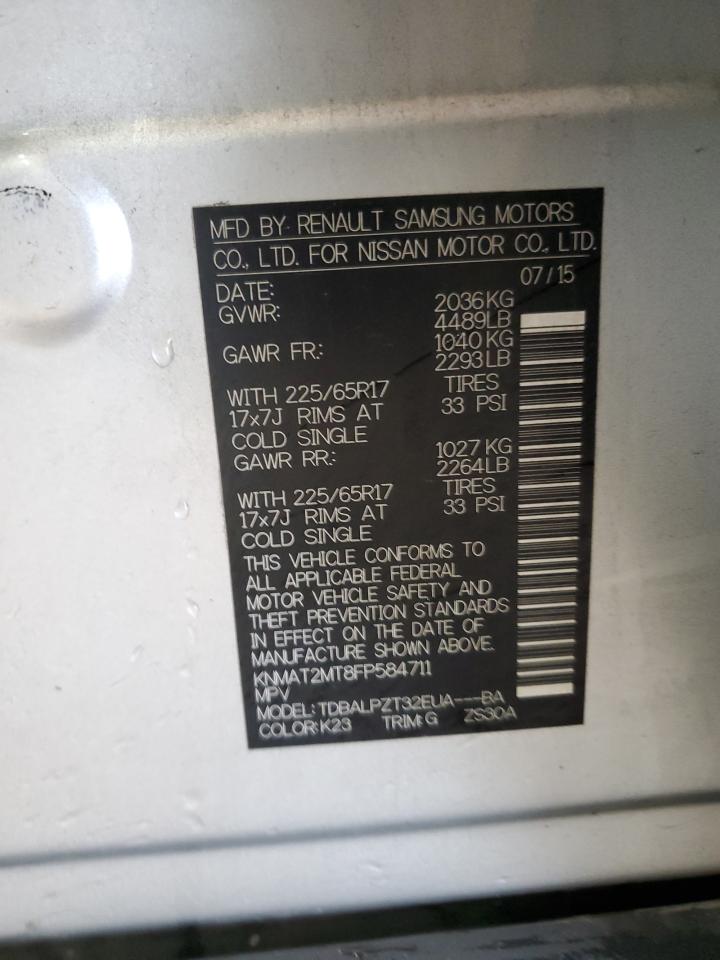 MFD BY RENAULT SAMSUNG MOTORS
CO., LTD. FOR NISSAN MOTOR CO., LTD.
DATE: 07/15
GVWR: 2036KG
4489LB
GAWR FR.: 1040KG
2293LB
WITH 225/65R17 TIRES
17x7J RIMS AT 33 PSI
COLD SINGLE
GAWR RR.: 1027KG
2264LB
WITH 225/65R17 TIRES
17x7J RIMS AT 33 PSI
COLD SINGLE
THIS VEHICLE CONFORMS TO
ALL APPLICABLE FEDERAL
MOTOR VEHICLE SAFETY AND
THEFT PREVENTION STANDARDS
IN EFFECT ON THE DATE OF
MANUFACTURE SHOWN ABOVE.
KNMAT2MT8FP584711
MPV
MODEL: TDBALPZT32EUA---BA
COLOR: K23 TRIM: G ZS30A